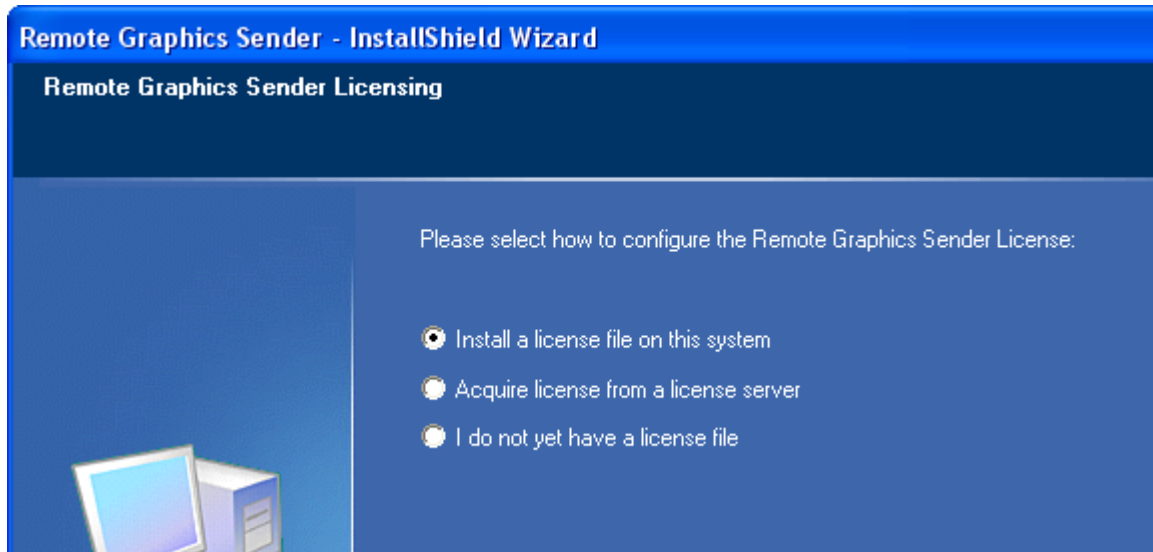 Remote Graphics Sender - InstallShield Wizard
Remote Graphics Sender Licensing
Please select how to configure the Remote Graphics Sender License:
Install a license file on this system
Acquire license from a license server
I do not yet have a license file